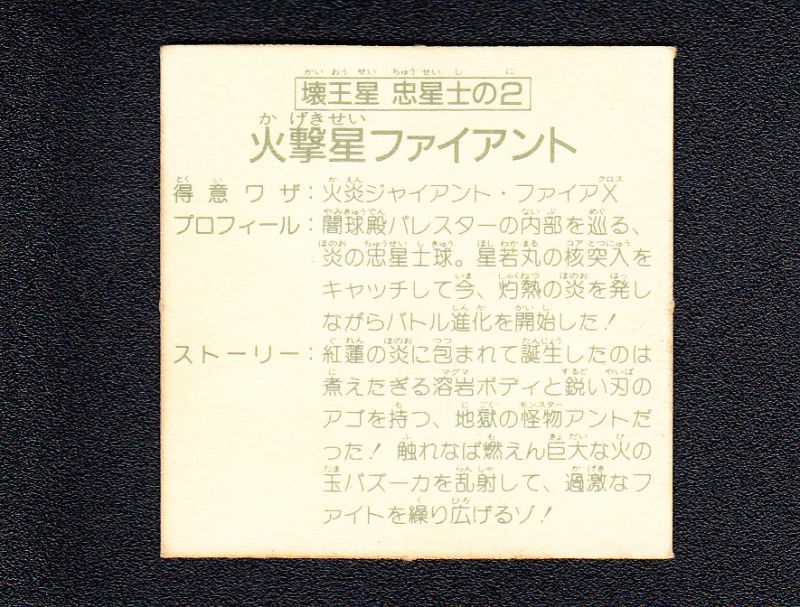 壊王星 忠星士の2
火撃星ファイアント
得意ワザ:火炎ジャイアント・ファイアX
プロフィール:闇球殿パレスターの内部を巡る、
炎の忠星士球。星若丸の核突入を
キャッチして今、灼熱の炎を発し
ながらバトル進化を開始した!
ストーリー:紅蓮の炎に包まれて誕生したのは
煮えたぎる溶岩ボディと鋭い刃の
アゴを持つ、地獄の怪物アントだ
った! 触れなば燃えん巨大な火の
玉バズーカを乱射して、過激なフ
ァイトを繰り広げるゾ!